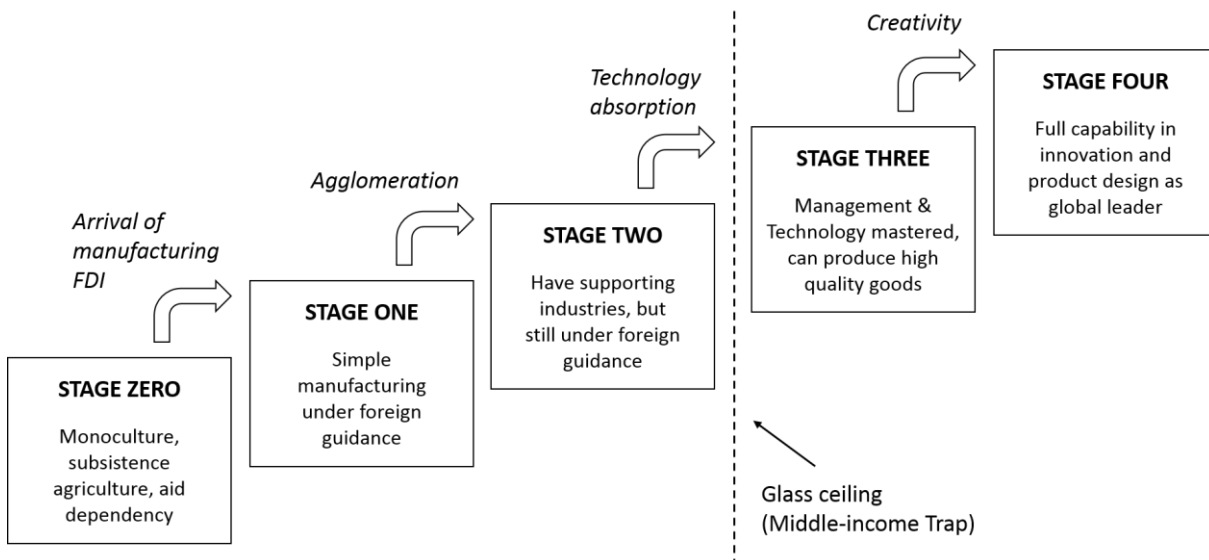 Creativity
STAGE FOUR
Full capability in
innovation and
product design as
global leader
Technology
absorption
STAGE THREE
Management &
Technology mastered,
can produce high
quality goods
Agglomeration
STAGE TWO
Have supporting
industries, but
still under foreign
guidance
Arrival of
manufacturing
FDI
STAGE ONE
Simple
manufacturing
under foreign
guidance
STAGE ZERO
Monoculture,
subsistence
agriculture, aid
dependency
Glass ceiling
(Middle-income Trap)